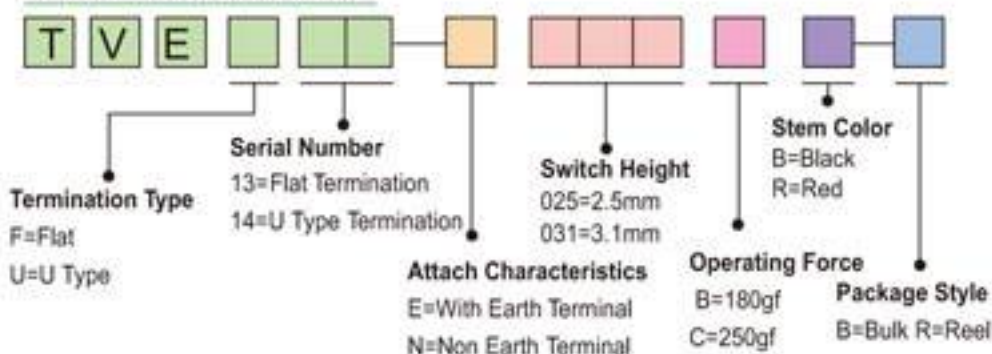 TVE
Termination Type
F=Flat
U=U Type
Serial Number
13=Flat Termination
14=U Type Termination
Attach Characteristics
E=With Earth Terminal
N=Non Earth Terminal
Switch Height
025=2.5mm
031=3.1mm
Operating Force
B=180gf
C=250gf
Stem Color
B=Black
R=Red
Package Style
B=Bulk R=Reel